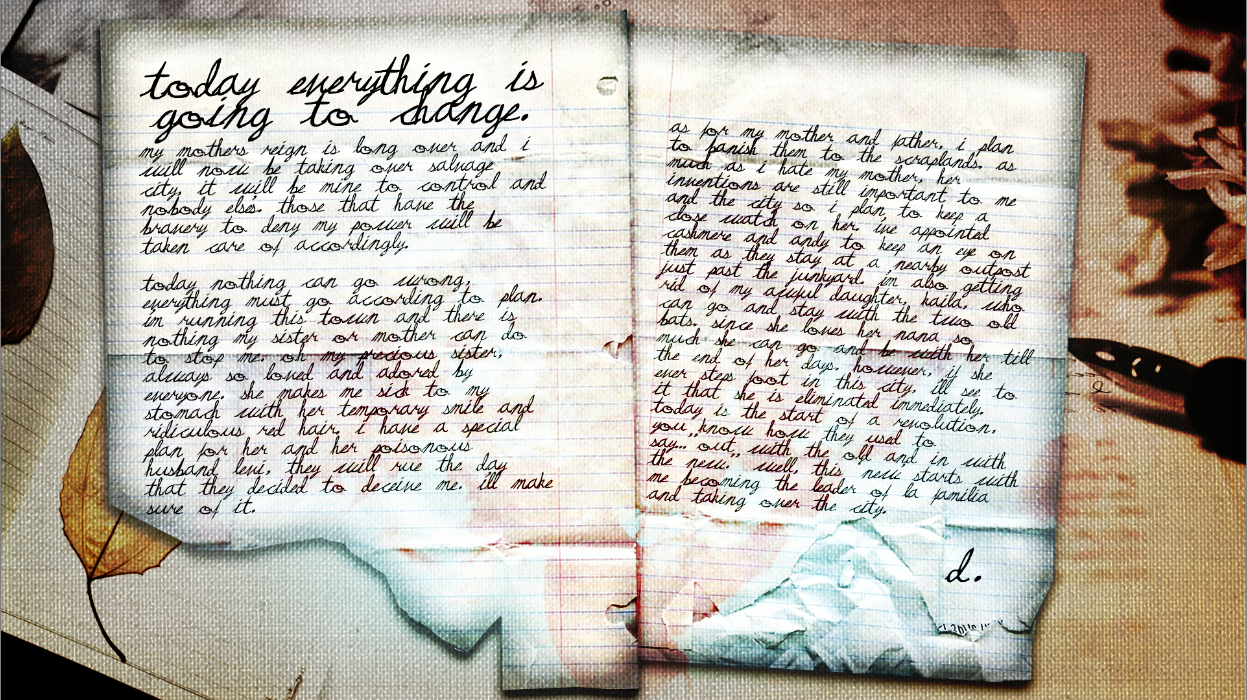 today everything is
going to change.
my mothers reign is long over and i
will now be taking over salvage
city. it will be mine to control and
nobody else's. those that have the
bravery to deny my power will be
taken care of accordingly.
today nothing can go wrong,
everything must go according to plan.
im running this town and there is
nothing my sister or mother can do
to stop me. oh my precious sister,
always so loved and adored by
everyone. she makes me sick to my
stomach with her temporary smile and
ridiculous red hair. i have a special
plan for her and her poisonous
husband levi. they will rue the day
that they decided to deceive me. ill make
sure of it.
as for my mother and father, i plan
to banish them to the scraplands. as
much as i hate my mother, her
inventions are still important to me
and the city so i plan to keep a
close watch on her. ive appointed
cashmere and andy to keep an eye on
them as they stay at a nearby outpost
just past the junkyard. im also getting
rid of my awful daughter, kaila, who
can go and stay with the two old
bats. since she loves her nana so
much she can go and be with her till
the end of her days. however, if she
ever steps foot in this city, ill see to
it that she is eliminated immediately.
today is the start of a revolution.
you know how they used to
say... out with the old and in with
the new. well, this new starts with
me becoming the leader of la familia
and taking over the city.
d.